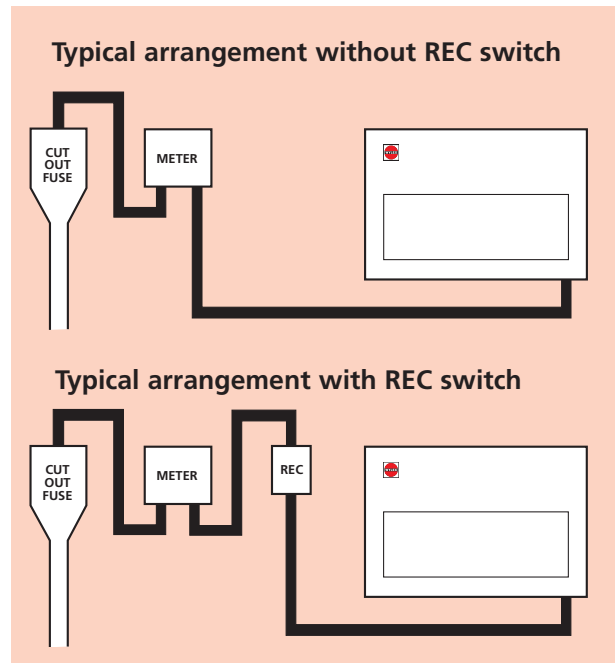 Typical arrangement without REC switch
CUT
OUT
FUSE
METER
Typical arrangement with REC switch
CUT
OUT
FUSE
METER
REC